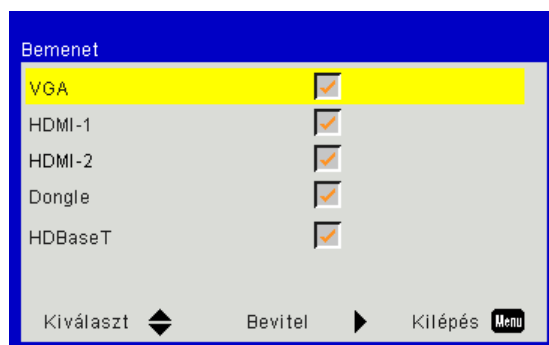 Bemenet
VGA
HDMI-1
HDMI-2
Dongle
HDBaseT
Kiválaszt Bevitel Kilépés Menu